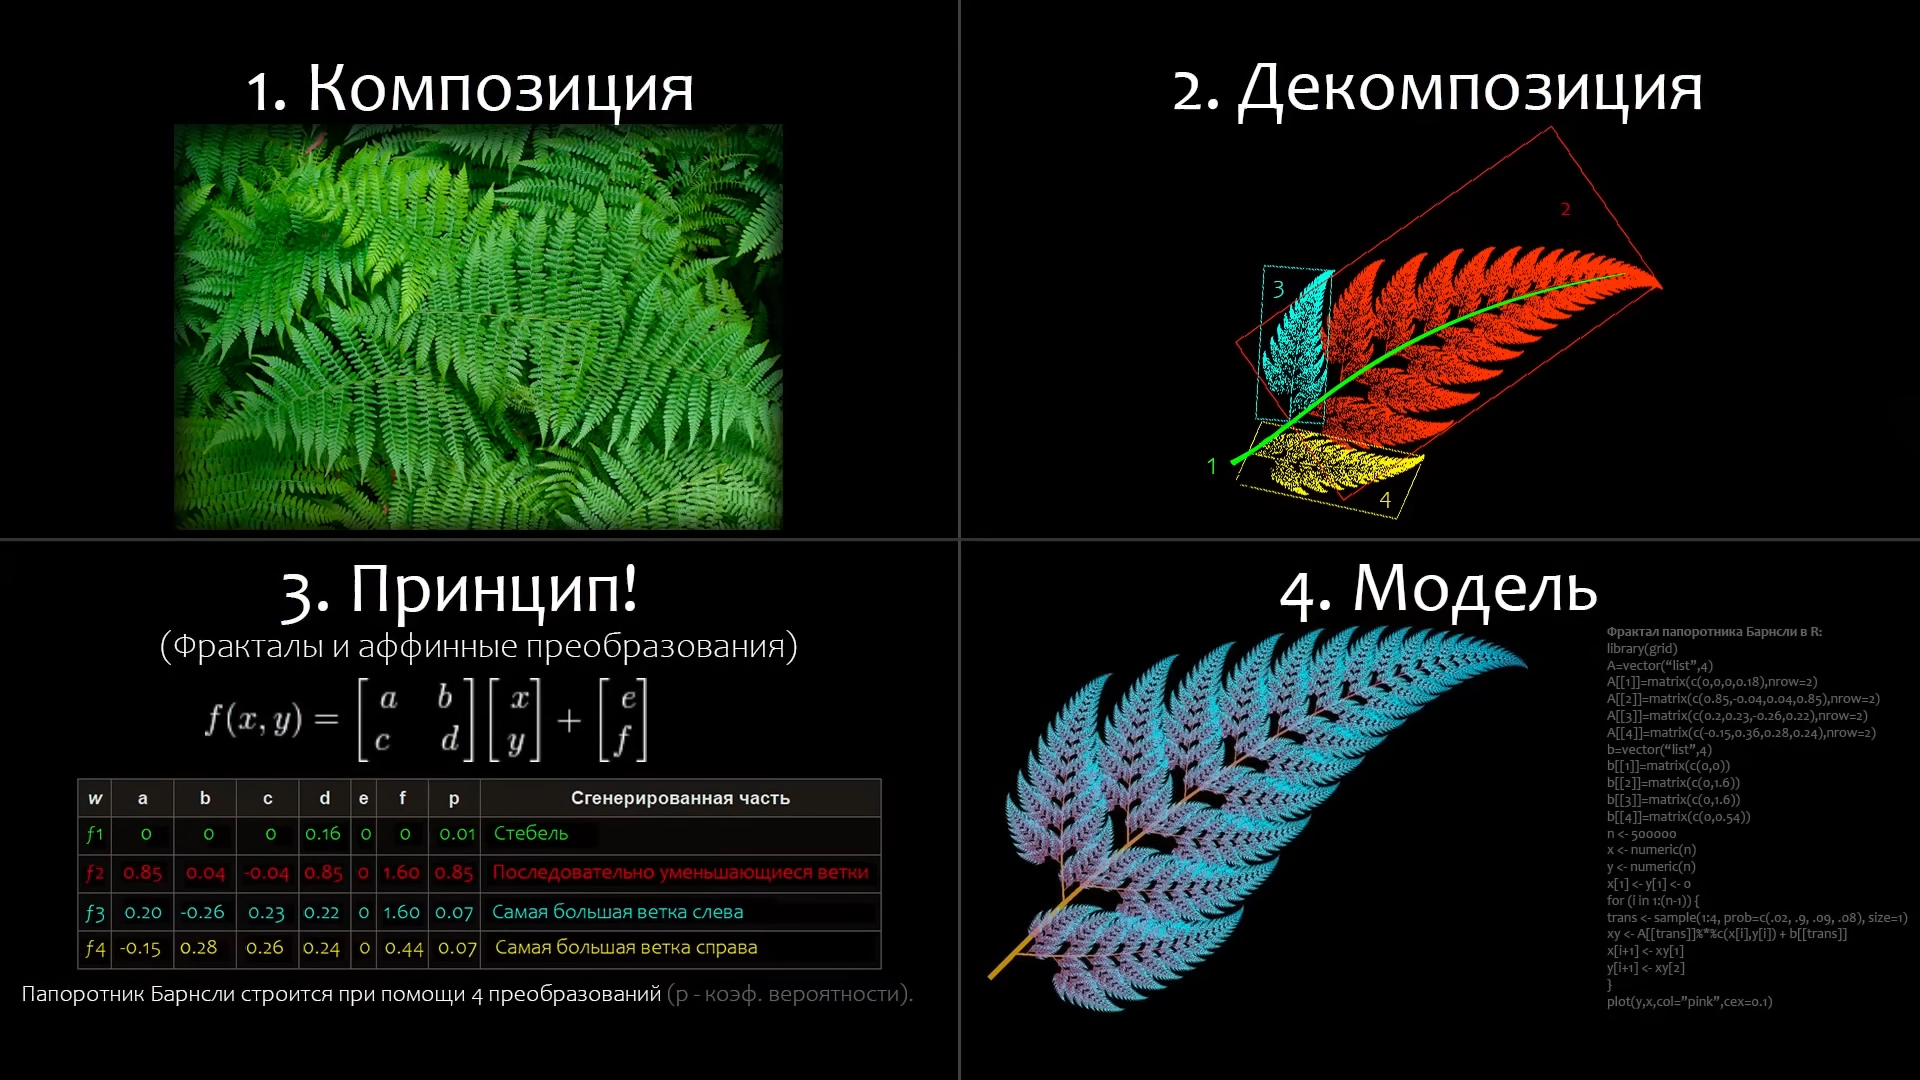 1. Композиция
2. Декомпозиция
2
3
1
4
3. Принцип!
(Фракталы и аффинные преобразования)
f(x, y) = [a b c d] [x y] + [e f]
w a b c d e f p Сгенерированная часть
ƒ1 0 0 0 0.16 0 0 0.01 Стебель
ƒ2 0.85 0.04 -0.04 0.85 0 1.60 0.85 Последовательно уменьшающиеся ветки
ƒ3 0.20 -0.26 0.23 0.22 0 1.60 0.07 Самая большая ветка слева
ƒ4 -0.15 0.28 0.26 0.24 0 0.44 0.07 Самая большая ветка справа
Папоротник Барнсли строится при помощи 4 преобразований (p - коэф. вероятности).
4. Модель
Фрактал папоротника Барнсли в R:
library(grid)
A=vector(“list”,4)
A[[1]]=matrix(c(0,0,0,0.18),nrow=2)
A[[2]]=matrix(c(0.85,-0.04,0.04,0.85),nrow=2)
A[[3]]=matrix(c(0.2,0.23,-0.26,0.22),nrow=2)
A[[4]]=matrix(c(-0.15,0.36,0.28,0.24),nrow=2)
b=vector(“list”,4)
b[[1]]=matrix(c(0,0))
b[[2]]=matrix(c(0,1.6))
b[[3]]=matrix(c(0,1.6))
b[[4]]=matrix(c(0,0.54))
n <- 500000
x <- numeric(n)
y <- numeric(n)
x[1] <- y[1] <- 0
for (i in 1:(n-1)) {
trans <- sample(1:4, prob=c(.02, .9, .09, .08), size=1)
xy <- A[[trans]]%*%c(x[i],y[i]) + b[[trans]]
x[i+1] <- xy[1]
y[i+1] <- xy[2]
}
plot(y,x,col=”pink”,cex=0.1)